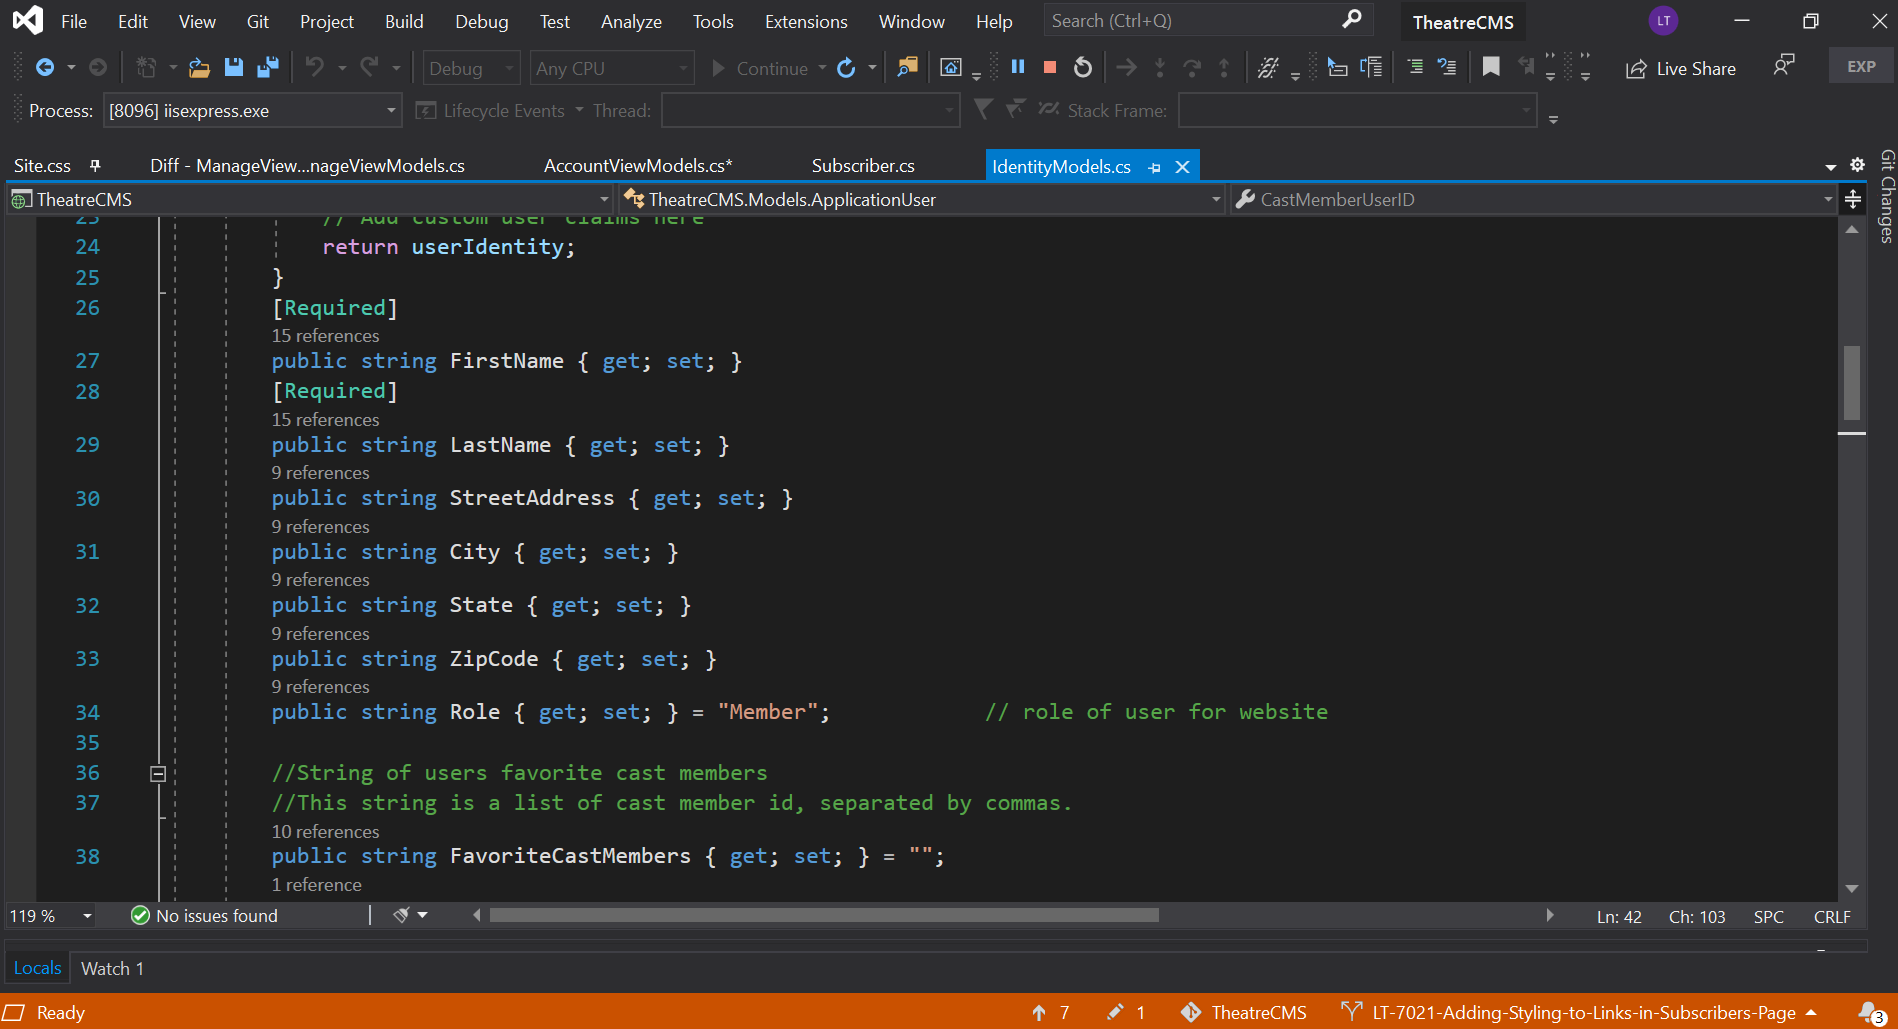 File Edit View Git Project Build Debug Test Analyze Tools Extensions Window Help Search (Ctrl+Q) TheatreCMS LT
Debug Any CPU Continue Live Share EXP
Process: [8096] iisexpress.exe Lifecycle Events Thread: Stack Frame:
Site.css Diff - ManageView...nageViewModels.cs AccountViewModels.cs* Subscriber.cs IdentityModels.cs
Git Changes
TheatreCMS TheatreCMS.Models.ApplicationUser CastMemberUserID
23 // Add custom user claims here
24 return userIdentity;
25 }
26 [Required]
15 references
27 public string FirstName { get; set; }
28 [Required]
15 references
29 public string LastName { get; set; }
9 references
30 public string StreetAddress { get; set; }
9 references
31 public string City { get; set; }
9 references
32 public string State { get; set; }
9 references
33 public string ZipCode { get; set; }
9 references
34 public string Role { get; set; } = "Member"; // role of user for website
35
36 //String of users favorite cast members
37 //This string is a list of cast member id, separated by commas.
10 references
38 public string FavoriteCastMembers { get; set; } = "";
1 reference
119 % No issues found Ln: 42 Ch: 103 SPC CRLF
Locals Watch 1
Ready 7 1 TheatreCMS LT-7021-Adding-Styling-to-Links-in-Subscribers-Page 3